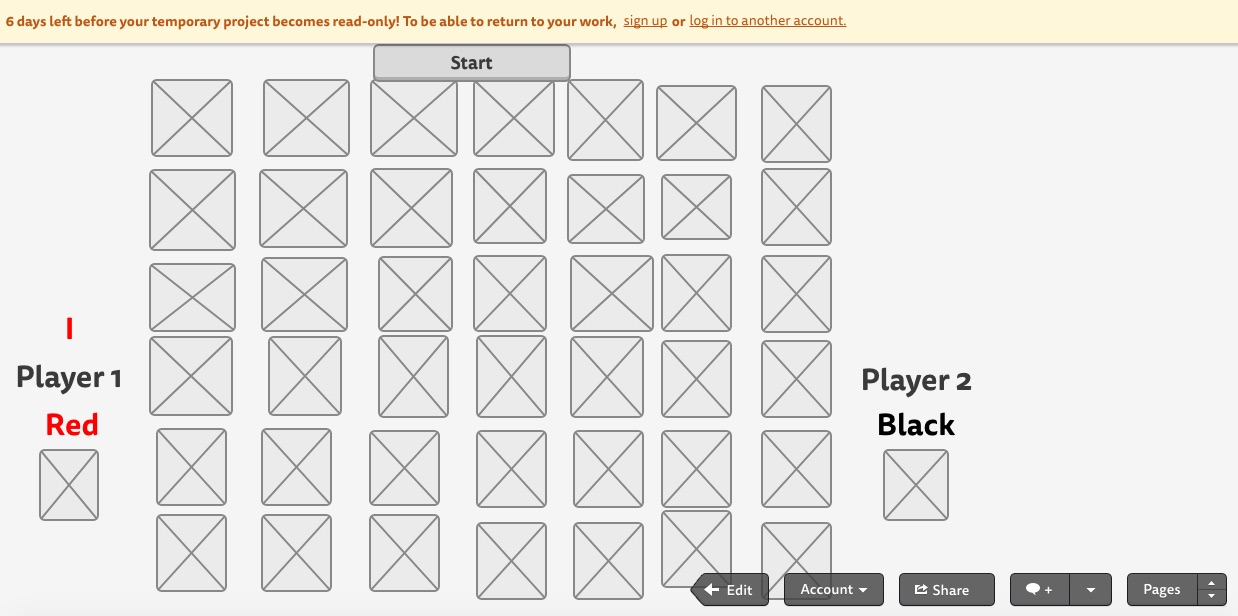 6 days left before your temporary project becomes read-only! To be able to return to your work, sign up or log in to another account.
Start
I
Player 1
Red
Player 2
Black
Edit
Account
Share
+
Pages